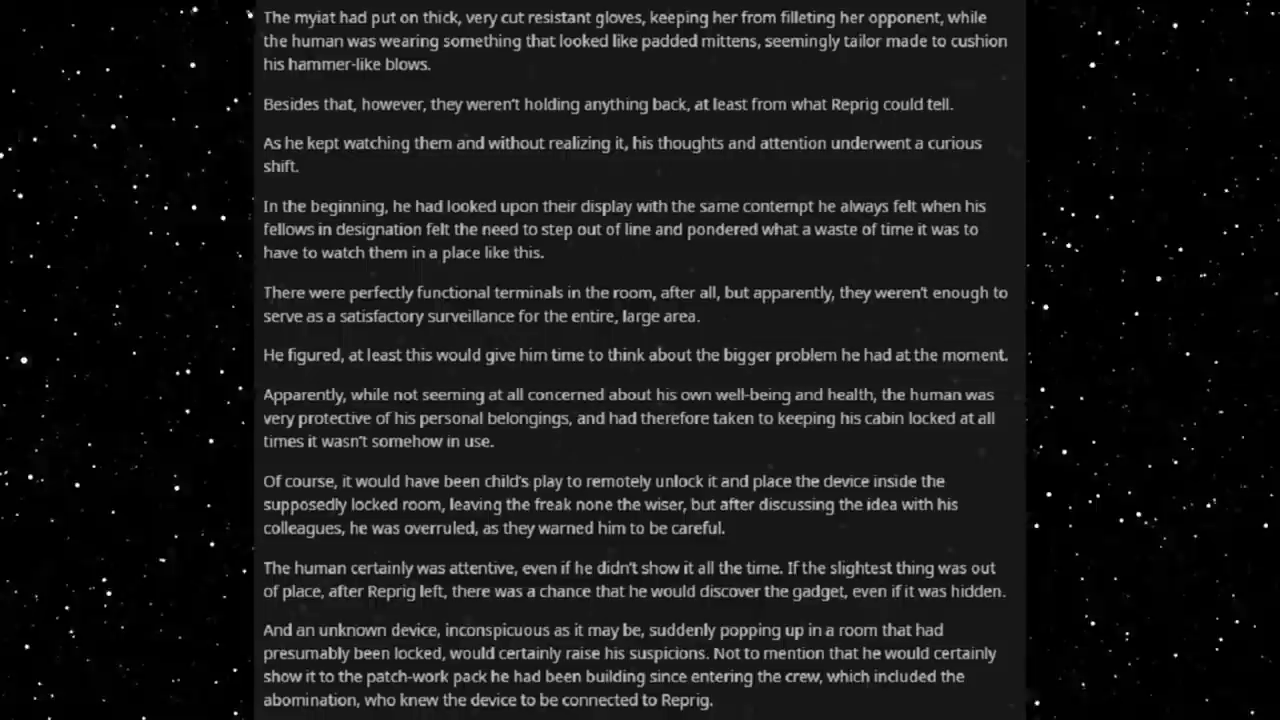 The myiat had put on thick, very cut resistant gloves, keeping her from filleting her opponent, while
the human was wearing something that looked like padded mittens, seemingly tailor made to cushion
his hammer-like blows.
Besides that, however, they weren't holding anything back, at least from what Reprig could tell.
As he kept watching them and without realizing it, his thoughts and attention underwent a curious
shift.
In the beginning, he had looked upon their display with the same contempt he always felt when his
fellows in designation felt the need to step out of line and pondered what a waste of time it was to
have to watch them in a place like this.
There were perfectly functional terminals in the room, after all, but apparently, they weren't enough to
serve as a satisfactory surveillance for the entire, large area.
He figured, at least this would give him time to think about the bigger problem he had at the moment.
Apparently, while not seeming at all concerned about his own well-being and health, the human was
very protective of his personal belongings, and had therefore taken to keeping his cabin locked at all
times it wasn't somehow in use.
Of course, it would have been child's play to remotely unlock it and place the device inside the
supposedly locked room, leaving the freak none the wiser, but after discussing the idea with his
colleagues, he was overruled, as they warned him to be careful.
The human certainly was attentive, even if he didn't show it all the time. If the slightest thing was out
of place, after Reprig left, there was a chance that he would discover the gadget, even if it was hidden.
And an unknown device, inconspicuous as it may be, suddenly popping up in a room that had
presumably been locked, would certainly raise his suspicions. Not to mention that he would certainly
show it to the patch-work pack he had been building since entering the crew, which included the
abomination, who knew the device to be connected to Reprig.